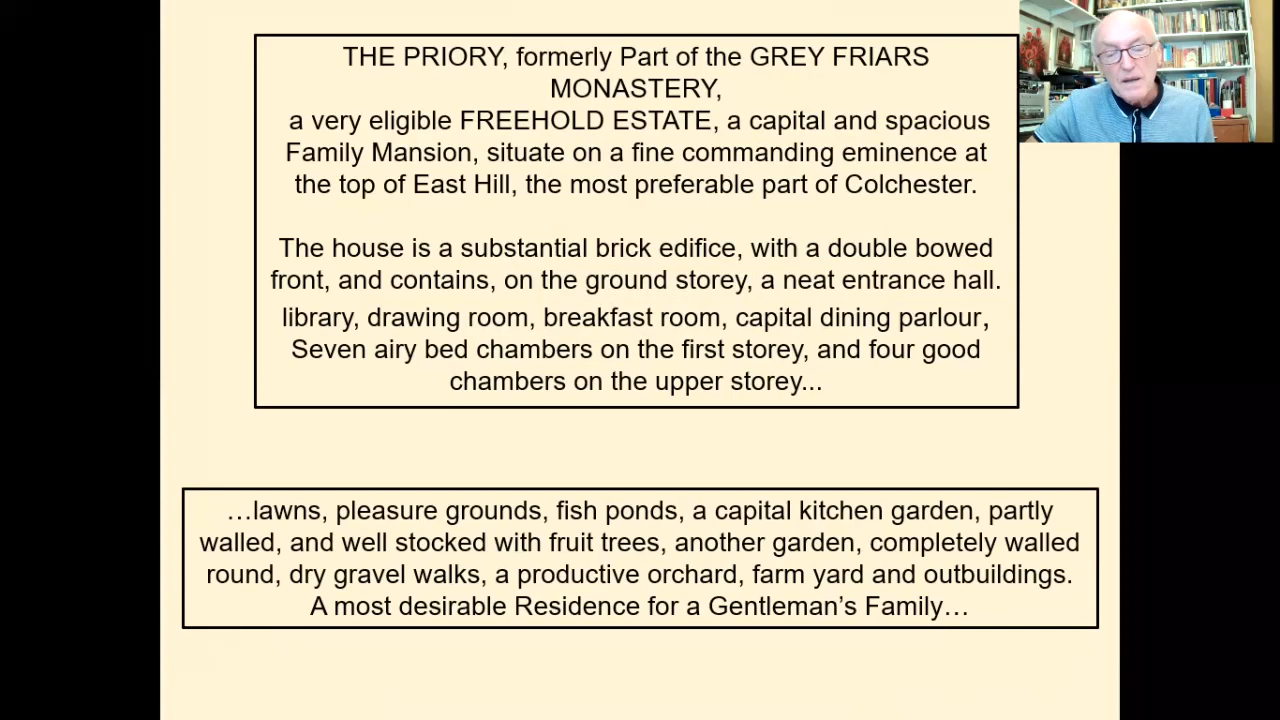 THE PRIORY, formerly Part of the GREY FRIARS
MONASTERY,
a very eligible FREEHOLD ESTATE, a capital and spacious
Family Mansion, situate on a fine commanding eminence at
the top of East Hill, the most preferable part of Colchester.
The house is a substantial brick edifice, with a double bowed
front, and contains, on the ground storey, a neat entrance hall.
library, drawing room, breakfast room, capital dining parlour,
Seven airy bed chambers on the first storey, and four good
chambers on the upper storey...
…lawns, pleasure grounds, fish ponds, a capital kitchen garden, partly
walled, and well stocked with fruit trees, another garden, completely walled
round, dry gravel walks, a productive orchard, farm yard and outbuildings.
A most desirable Residence for a Gentleman’s Family…